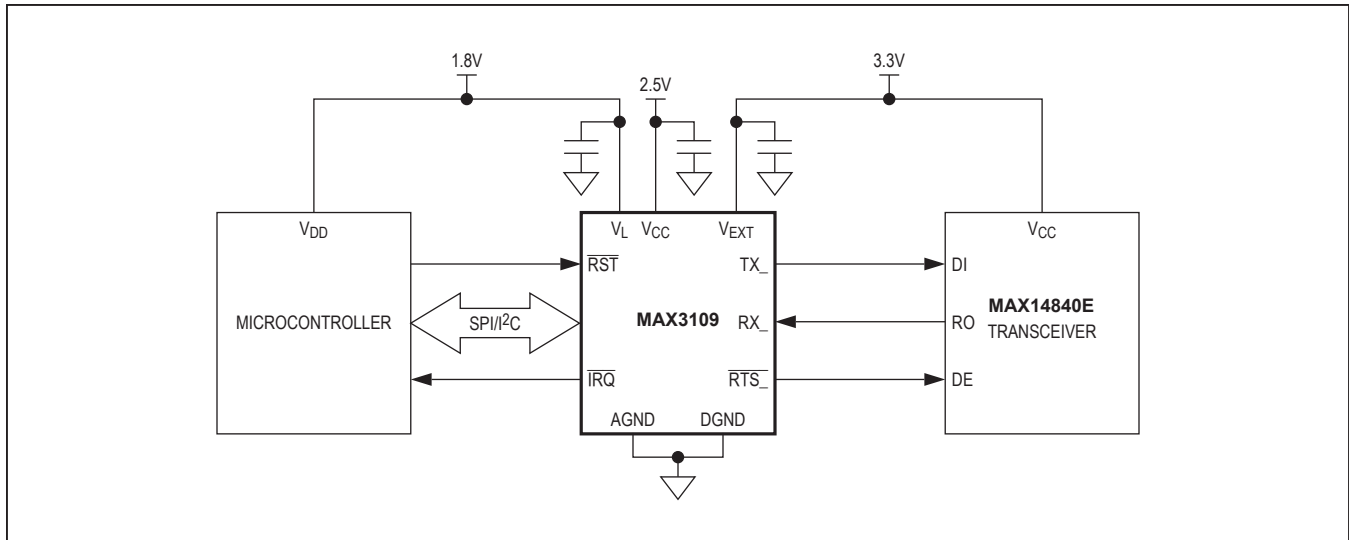 1.8V
2.5V
3.3V
VDD
VL
VCC
VEXT
VCC
RST
TX_
DI
MICROCONTROLLER
SPI/I2C
MAX3109
RX_
RO
MAX14840E
TRANSCEIVER
IRQ
RTS_
DE
AGND
DGND